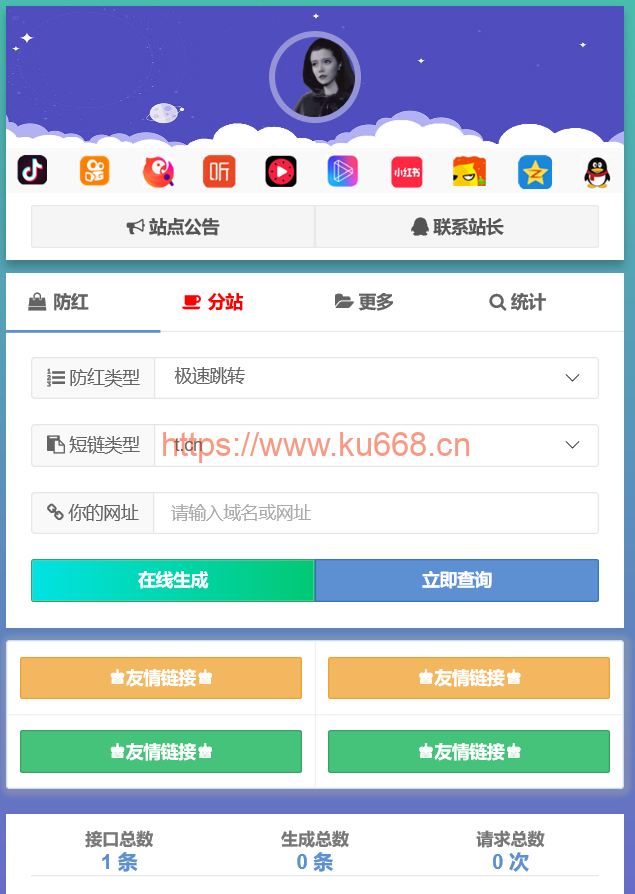 听
小红书
站点公告 联系站长
防红 分站 更多 统计
防红类型 极速跳转
短链类型 t.cn
https://www.ku668.cn
你的网址 请输入域名或网址
在线生成 立即查询
友情链接 友情链接
友情链接 友情链接
接口总数 生成总数 请求总数
1 条 0 条 0 次